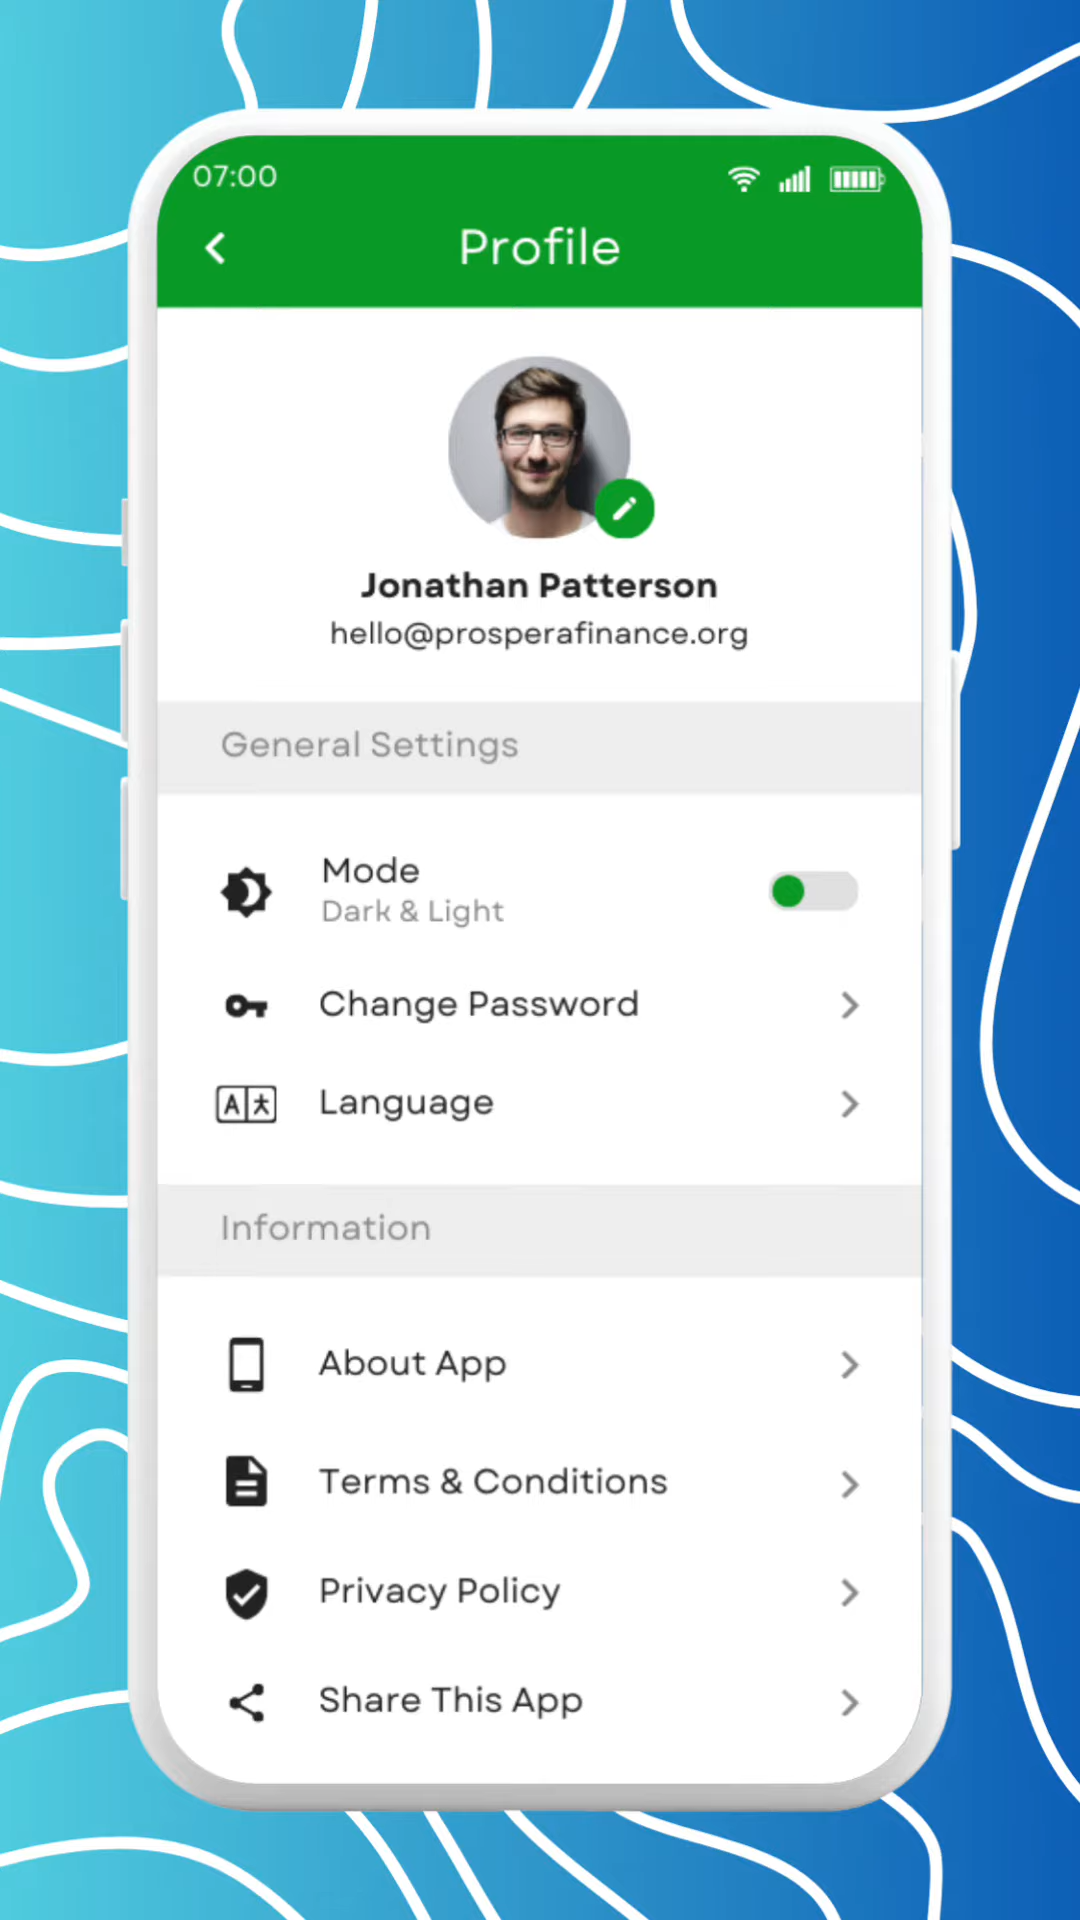 07:00
Profile
Jonathan Patterson
hello@prosperafinance.org
General Settings
Mode
Dark & Light
Change Password
Language
Information
About App
Terms & Conditions
Privacy Policy
Share This App